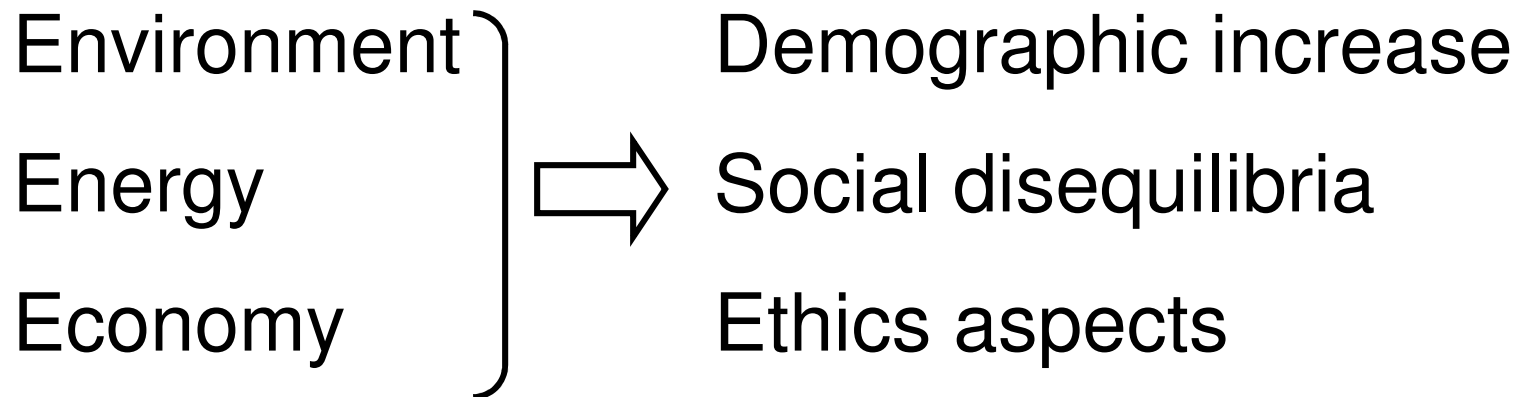 Environment
Energy
Economy
Demographic increase
Social disequilibria
Ethics aspects